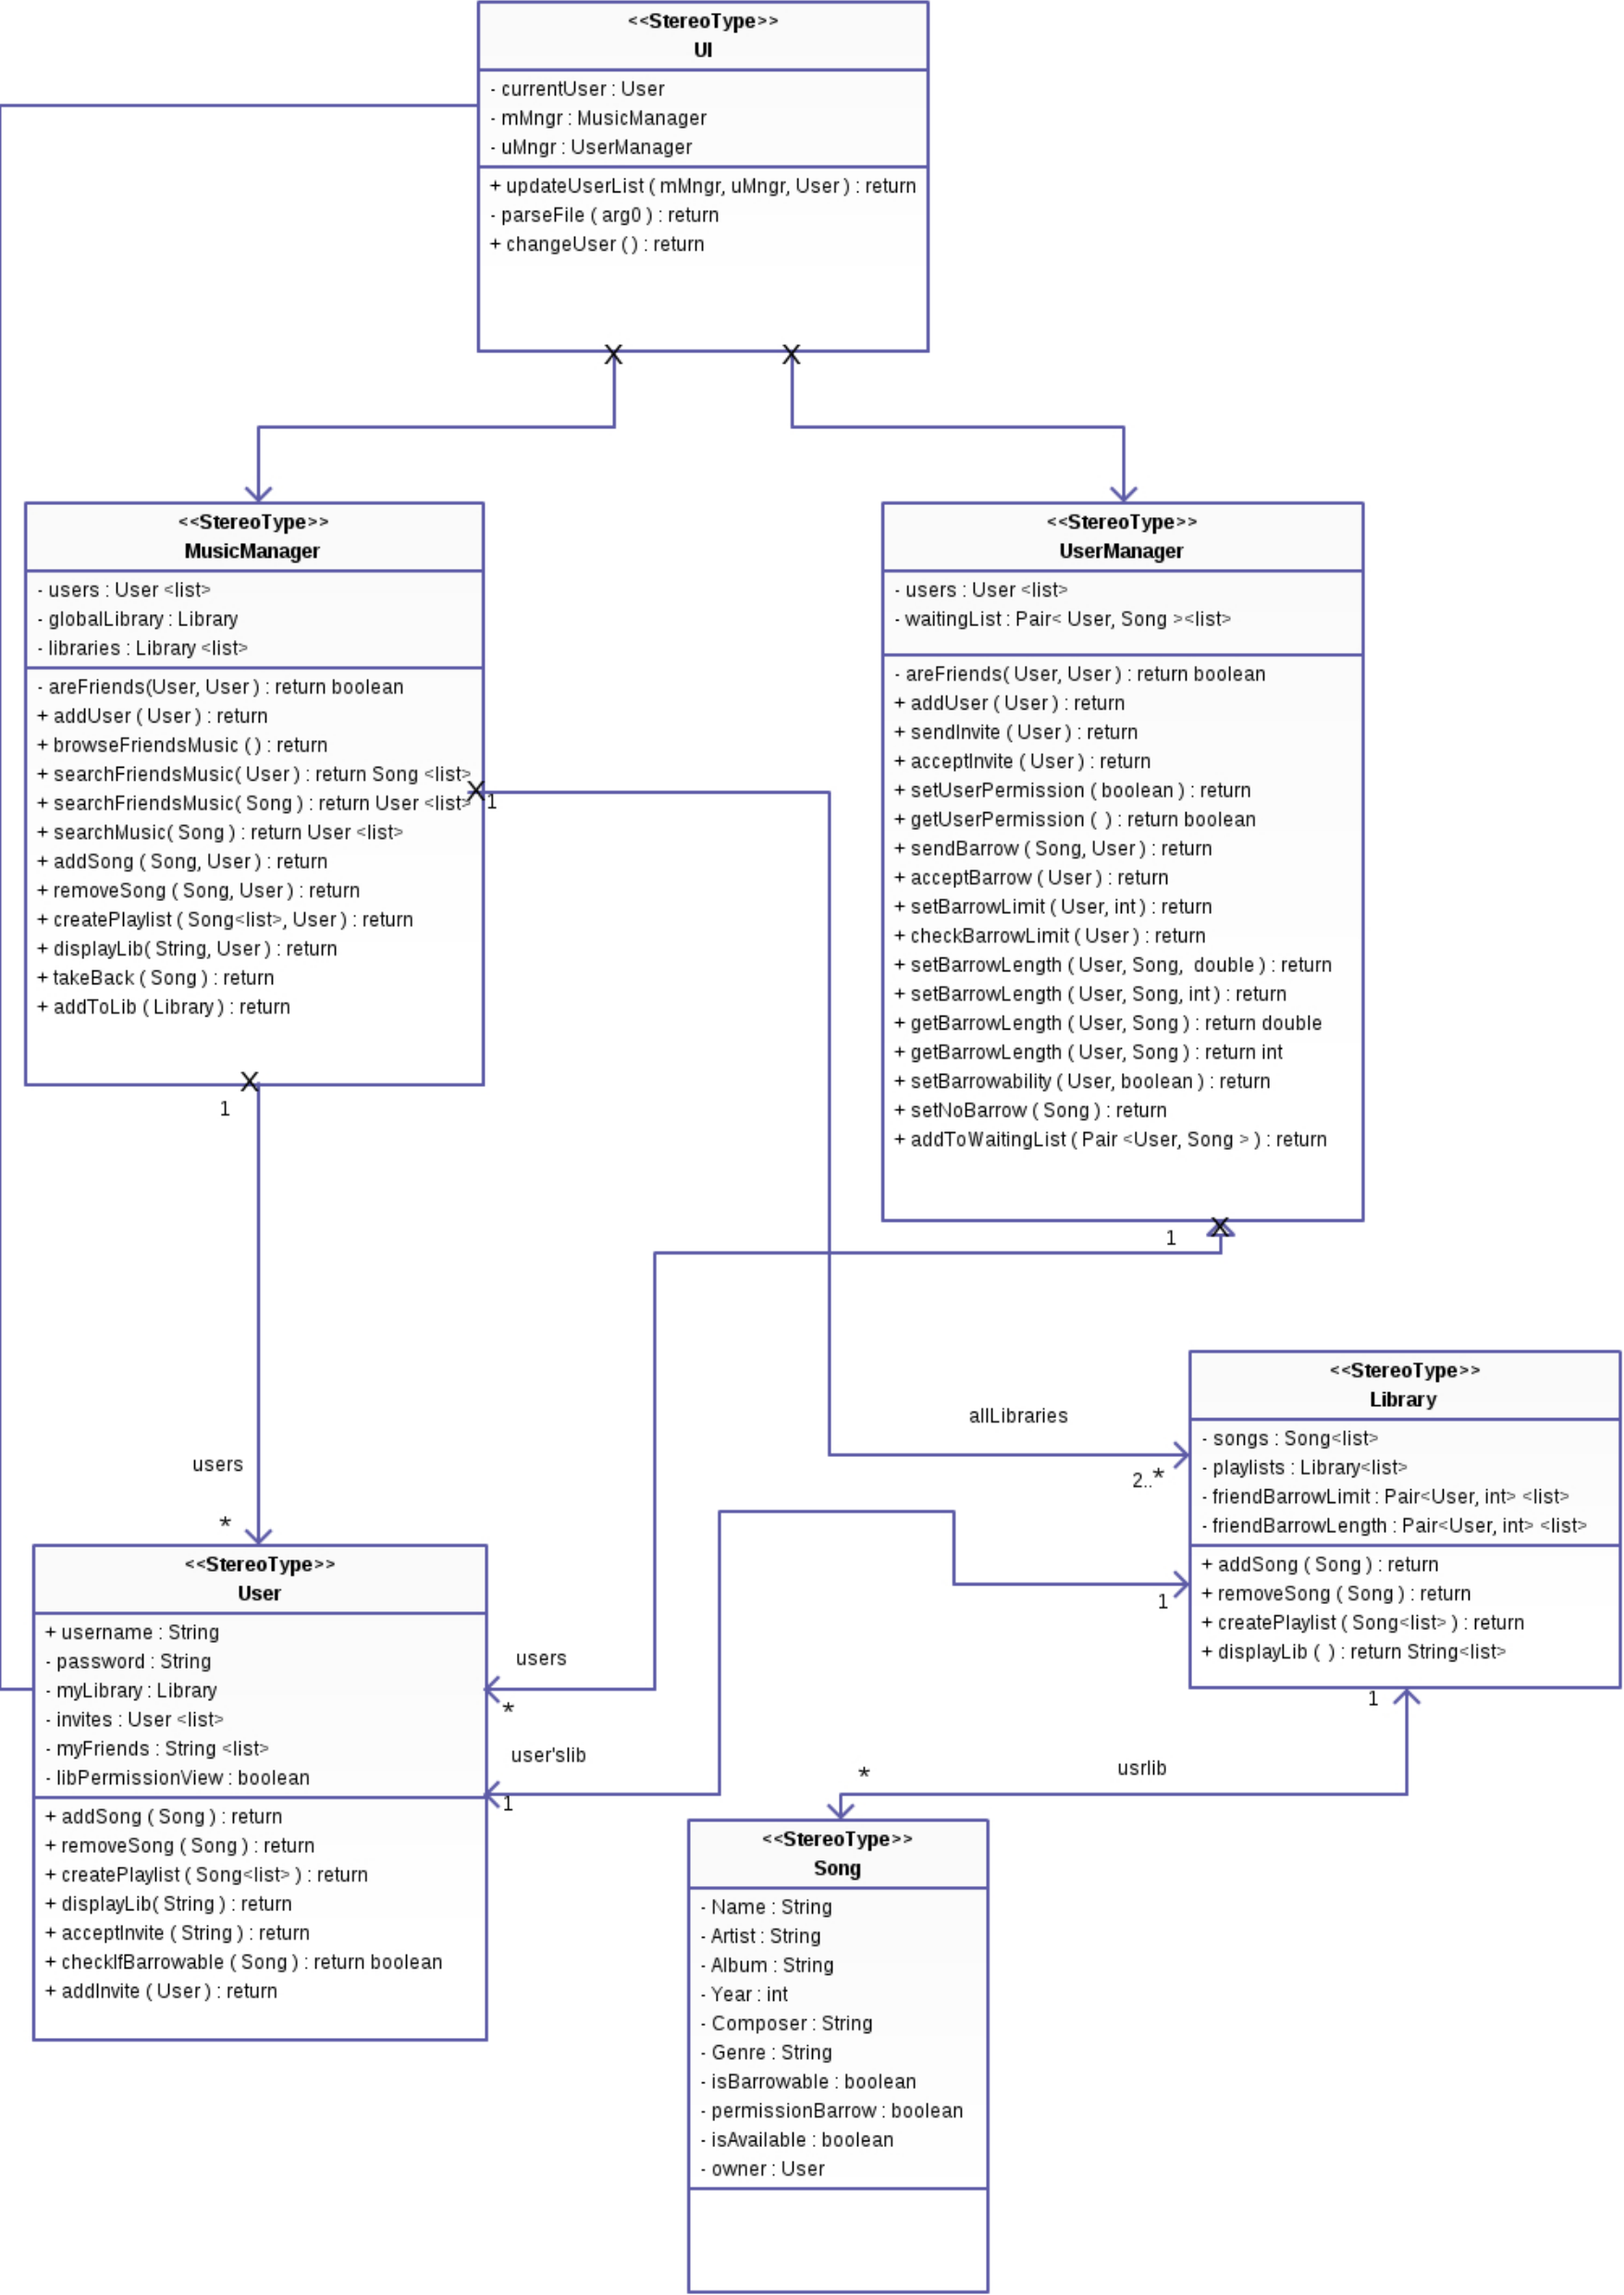 <<StereoType>>
UI
- currentUser : User
- mMngr : MusicManager
- uMngr : UserManager
+ updateUserList ( mMngr, uMngr, User ) : return
- parseFile ( arg0 ) : return
+ changeUser ( ) : return
X
X
<<StereoType>>
MusicManager
- users : User <list>
- globalLibrary : Library
- libraries : Library <list>
- areFriends(User, User ) : return boolean
+ addUser ( User ) : return
+ browseFriendsMusic ( ) : return
+ searchFriendsMusic( User ) : return Song <list>
+ searchFriendsMusic( Song ) : return User <list>
+ searchMusic( Song ) : return User <list>
+ addSong ( Song, User ) : return
+ removeSong ( Song, User ) : return
+ createPlaylist ( Song<list>, User ) : return
+ displayLib( String, User ) : return
+ takeBack ( Song ) : return
+ addToLib ( Library ) : return
X
1
X
1
<<StereoType>>
UserManager
- users : User <list>
- waitingList : Pair< User, Song ><list>
- areFriends( User, User ) : return boolean
+ addUser ( User ) : return
+ sendInvite ( User ) : return
+ acceptInvite ( User ) : return
+ setUserPermission ( boolean ) : return
+ getUserPermission ( ) : return boolean
+ sendBarrow ( Song, User ) : return
+ acceptBarrow ( User ) : return
+ setBarrowLimit ( User, int ) : return
+ checkBarrowLimit ( User ) : return
+ setBarrowLength ( User, Song, double ) : return
+ setBarrowLength ( User, Song, int ) : return
+ getBarrowLength ( User, Song ) : return double
+ getBarrowLength ( User, Song ) : return int
+ setBarrowability ( User, boolean ) : return
+ setNoBarrow ( Song ) : return
+ addToWaitingList ( Pair <User, Song > ) : return
X
1
allLibraries
2..*
<<StereoType>>
Library
- songs : Song<list>
- playlists : Library<list>
- friendBarrowLimit : Pair<User, int> <list>
- friendBarrowLength : Pair<User, int> <list>
+ addSong ( Song ) : return
+ removeSong ( Song ) : return
+ createPlaylist ( Song<list> ) : return
+ displayLib ( ) : return String<list>
1
1
users
*
<<StereoType>>
User
+ username : String
- password : String
- myLibrary : Library
- invites : User <list>
- myFriends : String <list>
- libPermissionView : boolean
+ addSong ( Song ) : return
+ removeSong ( Song ) : return
+ createPlaylist ( Song<list> ) : return
+ displayLib( String ) : return
+ acceptInvite ( String ) : return
+ checkIfBarrowable ( Song ) : return boolean
+ addInvite ( User ) : return
users
*
user'slib
1
*
usrlib
<<StereoType>>
Song
- Name : String
- Artist : String
- Album : String
- Year : int
- Composer : String
- Genre : String
- isBarrowable : boolean
- permissionBarrow : boolean
- isAvailable : boolean
- owner : User